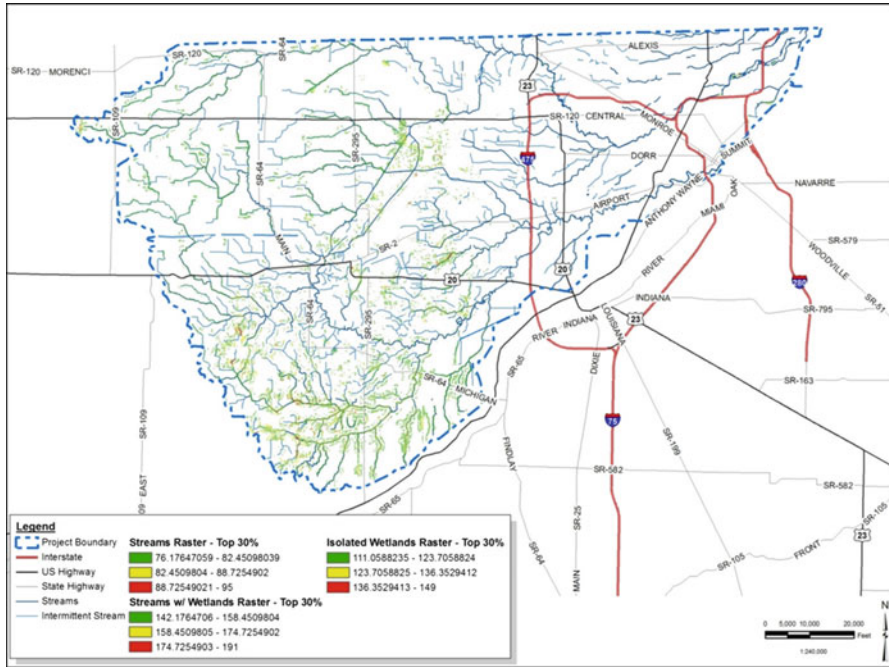 SR-64
ALEXIS
SR-120
SR-120 MORENCI
23
SR-109
SR-120 CENTRAL
MONROE
SR-295
475
DORR
SUMMIT
SR-64
ANTHONY WAYNE
OAK
NAVARRE
AIRPORT
MIAMI
MAIN
SR-2
SR-579
WOODVILLE
RIVER
20
20
280
INDIANA
SR-51
SR-64
SR-295
LOUISIANA
23
SR-795
RIVER INDIANA
DIXIE
SR-65
SR-64 MICHIGAN
SR-163
SR-109
75
SR-199
FINDLAY
SR-582
SR-582
09 EAST
SR-65
SR-25
SR-105
23
FRONT
SR-64
MAIN
SR-105
Legend
Project Boundary
Interstate
US Highway
State Highway
Streams
Intermittent Stream
Streams Raster - Top 30%
76.17647059 - 82.45098039
82.4509804 - 88.7254902
88.72549021 - 95
Streams w/ Wetlands Raster - Top 30%
142.1764706 - 158.4509804
158.4509805 - 174.7254902
174.7254903 - 191
Isolated Wetlands Raster - Top 30%
111.0588235 - 123.7058824
123.7058825 - 136.3529412
136.3529413 - 149
N
0 5,000 10,000 20,000
Feet
1:240,000